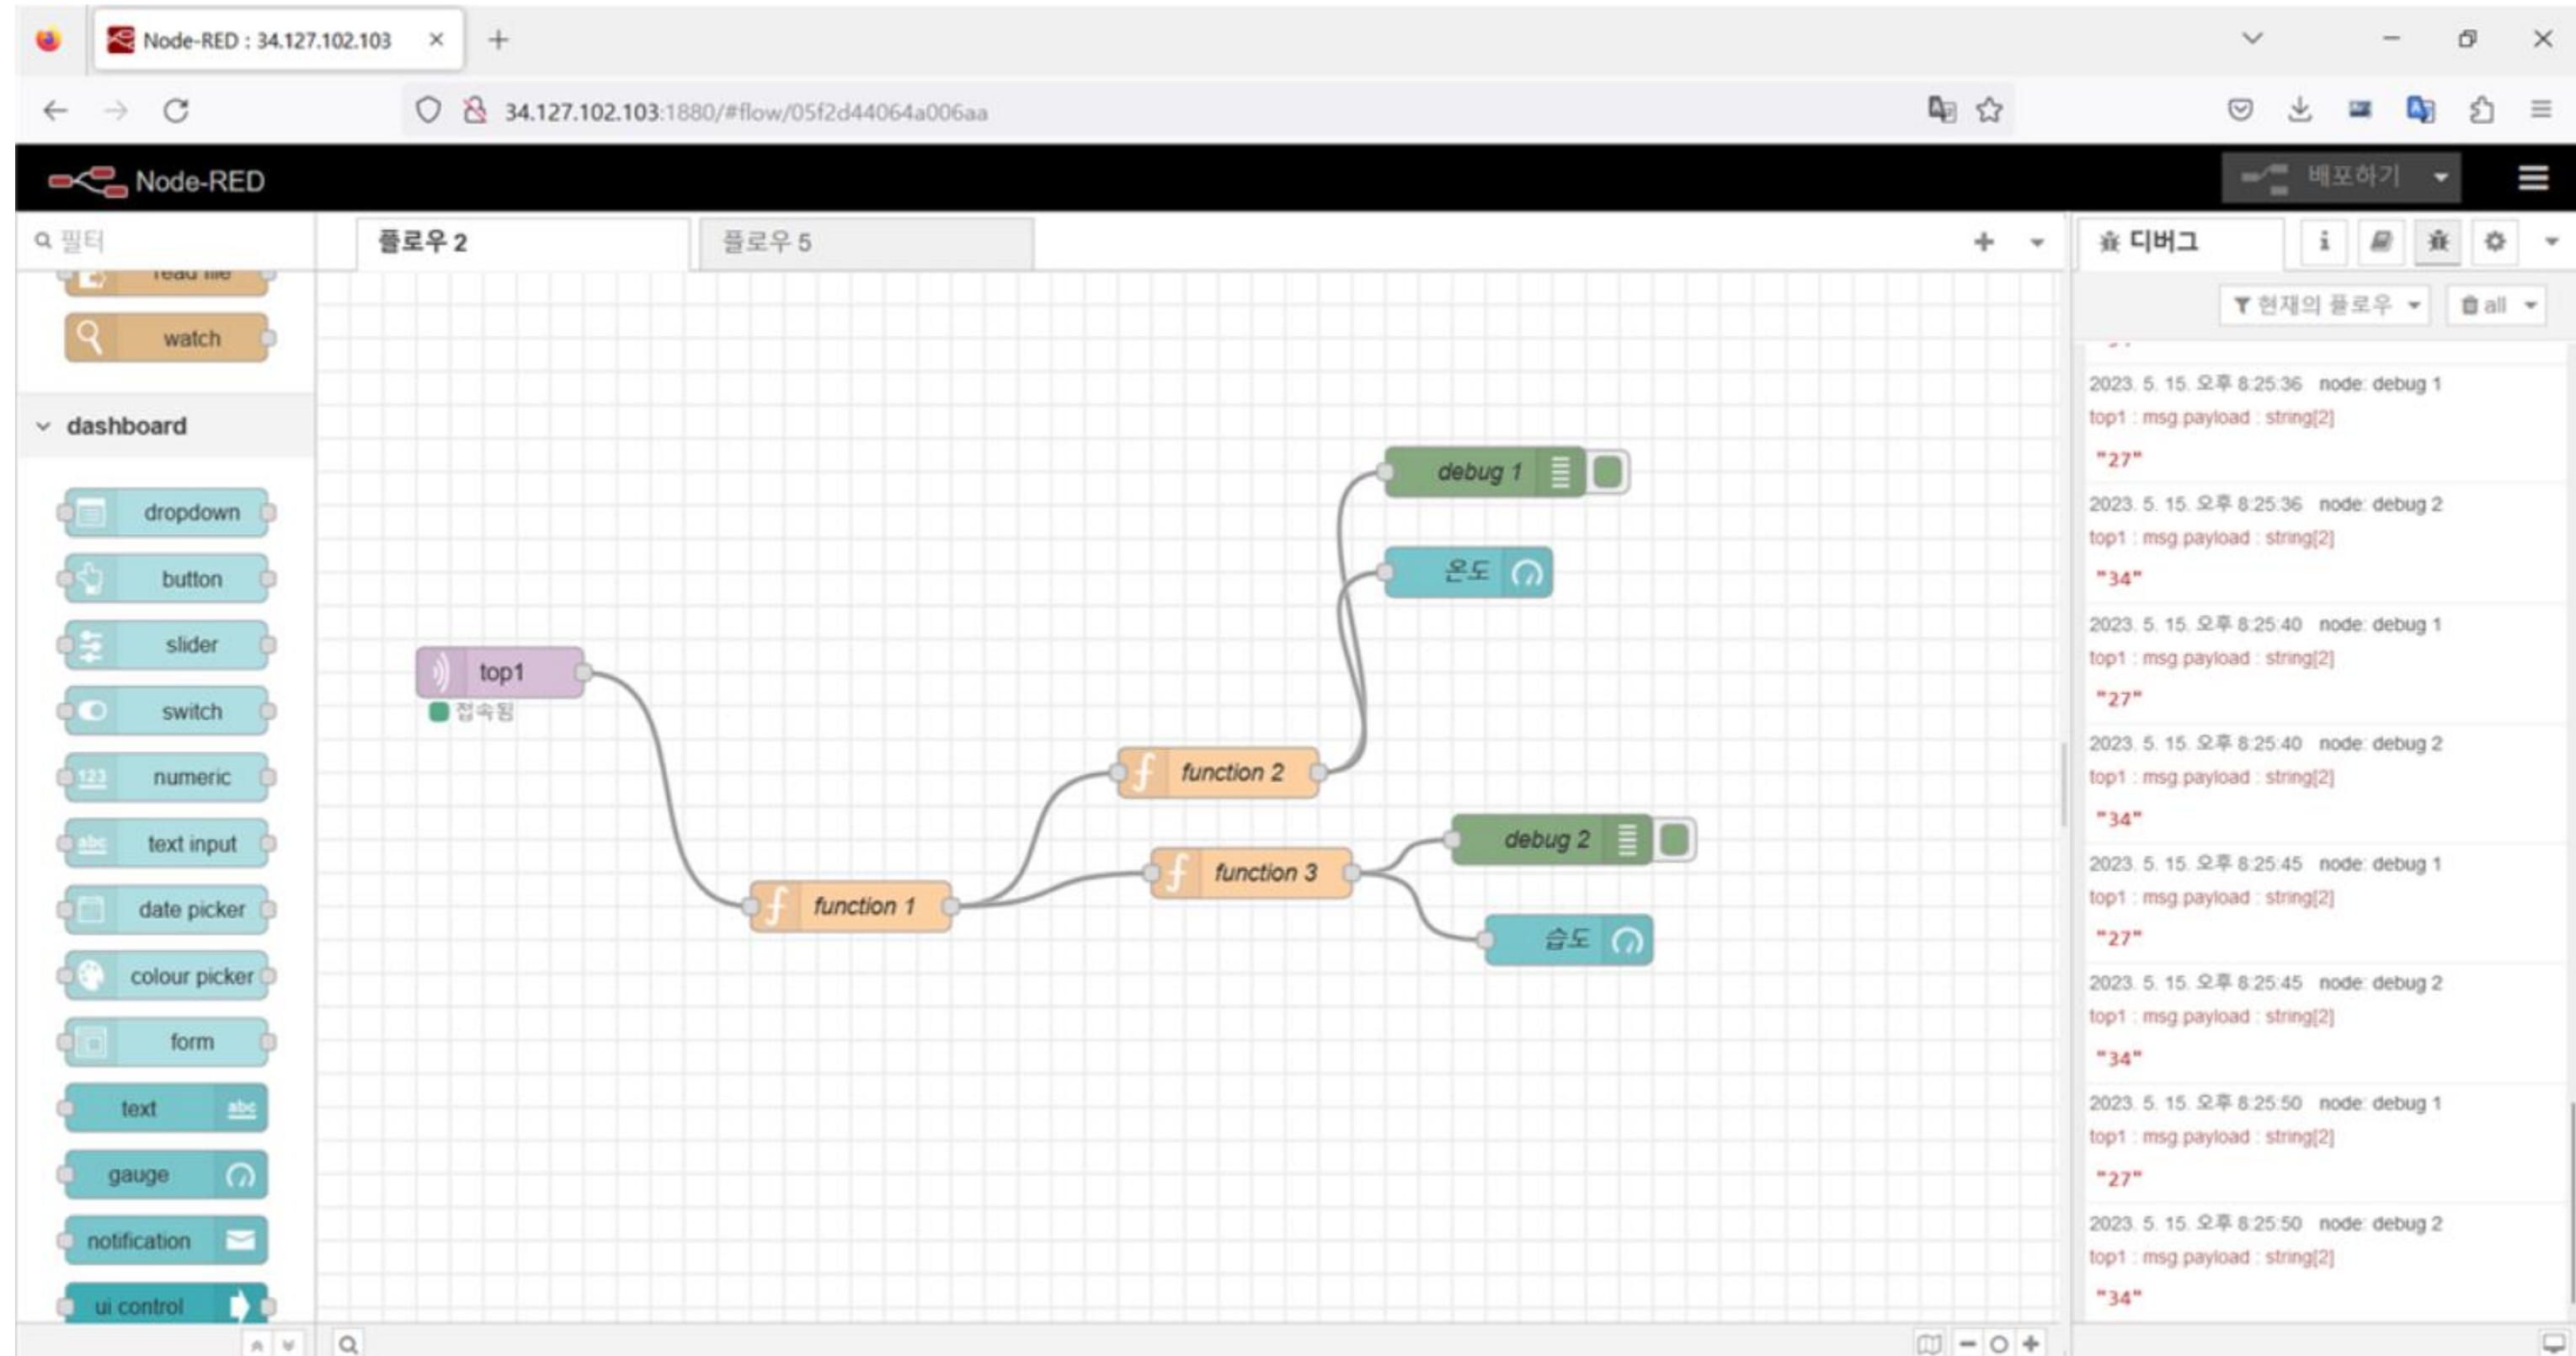 Node-RED : 34.127.102.103
34.127.102.103:1880/#flow/05f2d44064a006aa
Node-RED
배포하기
필터
플로우 2
플로우 5
디버그
i
현재의 플로우
all
read file
watch
dashboard
dropdown
button
slider
switch
123 numeric
abc text input
date picker
colour picker
form
text abc
gauge
notification
ui control
top1
접속됨
function 1
function 2
function 3
debug 1
온도
debug 2
습도
2023. 5. 15. 오후 8:25:36 node: debug 1
top1 : msg.payload : string[2]
"27"
2023. 5. 15. 오후 8:25:36 node: debug 2
top1 : msg.payload : string[2]
"34"
2023. 5. 15. 오후 8:25:40 node: debug 1
top1 : msg.payload : string[2]
"27"
2023. 5. 15. 오후 8:25:40 node: debug 2
top1 : msg.payload : string[2]
"34"
2023. 5. 15. 오후 8:25:45 node: debug 1
top1 : msg.payload : string[2]
"27"
2023. 5. 15. 오후 8:25:45 node: debug 2
top1 : msg.payload : string[2]
"34"
2023. 5. 15. 오후 8:25:50 node: debug 1
top1 : msg.payload : string[2]
"27"
2023. 5. 15. 오후 8:25:50 node: debug 2
top1 : msg.payload : string[2]
"34"